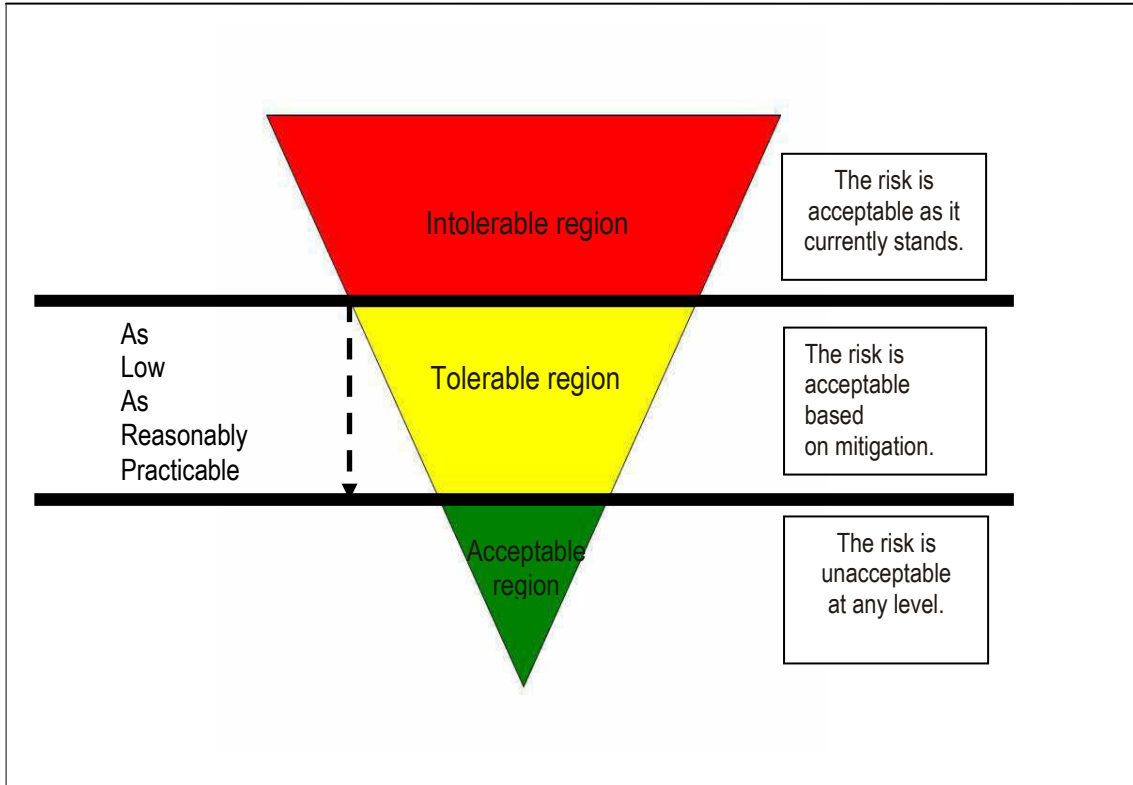 Intolerable region
The risk is
acceptable as it
currently stands.
As
Low
As
Reasonably
Practicable
Tolerable region
The risk is
acceptable
based
on mitigation.
Acceptable
region
The risk is
unacceptable
at any level.